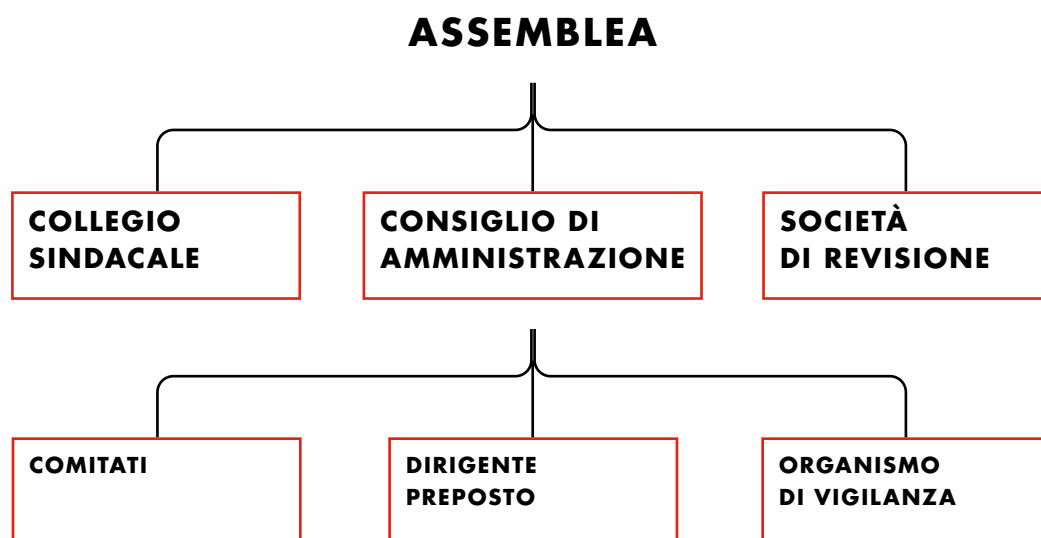 ASSEMBLEA
COLLEGIO
SINDACALE
CONSIGLIO DI
AMMINISTRAZIONE
SOCIETÀ
DI REVISIONE
COMITATI
DIRIGENTE
PREPOSTO
ORGANISMO
DI VIGILANZA